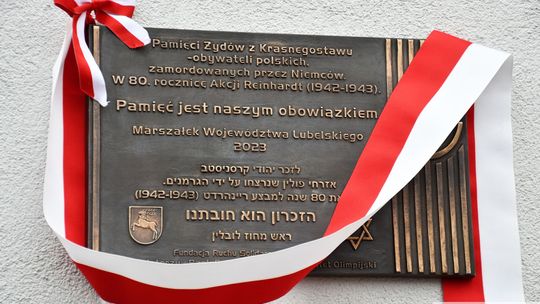 Pamięci Żydów z Krasnegostawu
-obywateli polskich,
zamordowanych przez Niemców.
W 80. rocznicę Akcji Reinhardt (1942-1943).
Pamięć jest naszym obowiązkiem
Marszałek Województwa Lubelskiego
2023
לזכר יהודי קרסניסטב
אזרחי פולין שנרצחו על ידי הגרמנים.
80 שנה למבצע ריינהרדט (1942-1943)
הזכרון הוא חובתנו
ראש מחוז לובלין
Fundacja Ruchu
Olimpijski